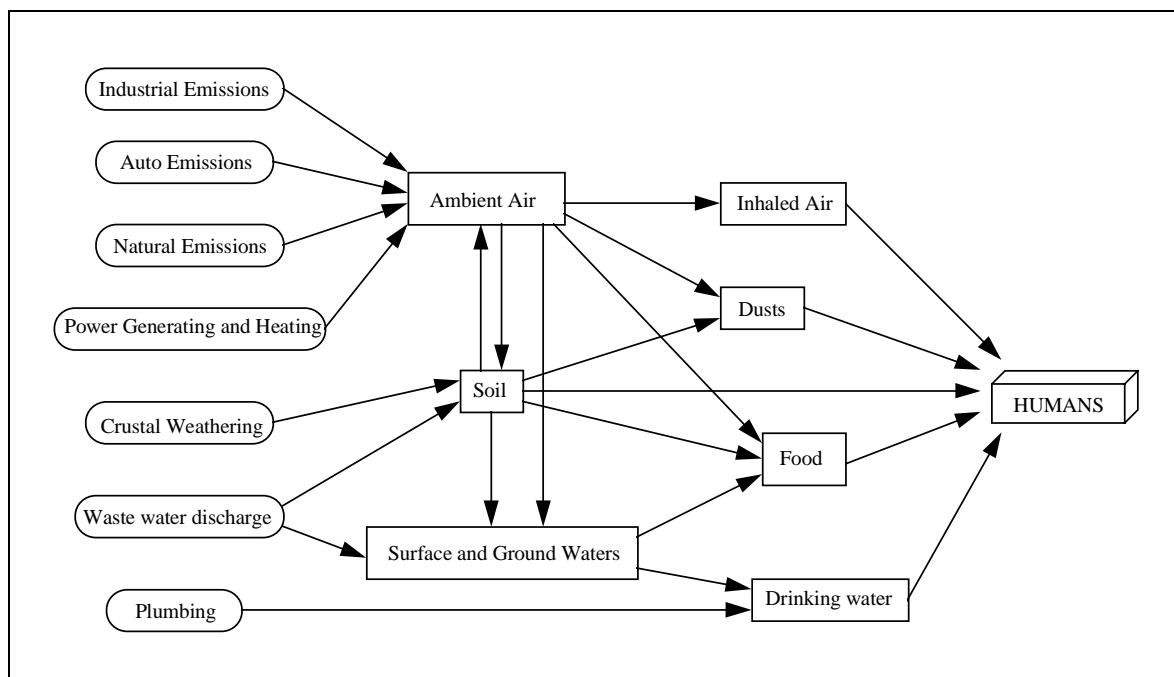 Industrial Emissions
Auto Emissions
Ambient Air
Inhaled Air
Natural Emissions
Dusts
Power Generating and Heating
Soil
HUMANS
Crustal Weathering
Food
Waste water discharge
Surface and Ground Waters
Drinking water
Plumbing